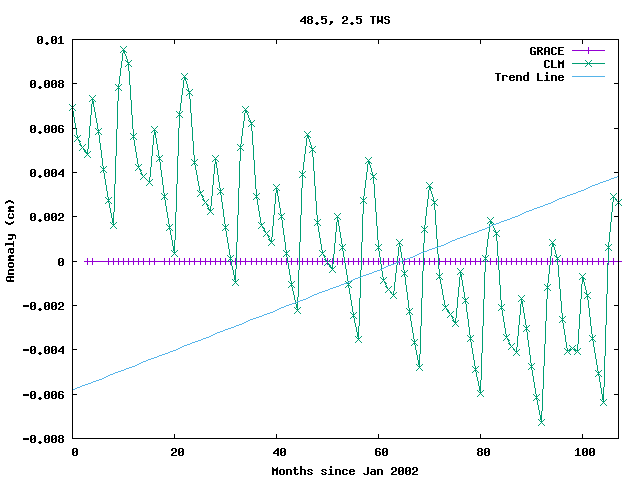 48.5, 2.5 TWS
GRACE
CLM
Trend Line
0.01
0.008
0.006
0.004
0.002
0
-0.002
-0.004
-0.006
-0.008
Anomaly (cm)
0 20 40 60 80 100
Months since Jan 2002